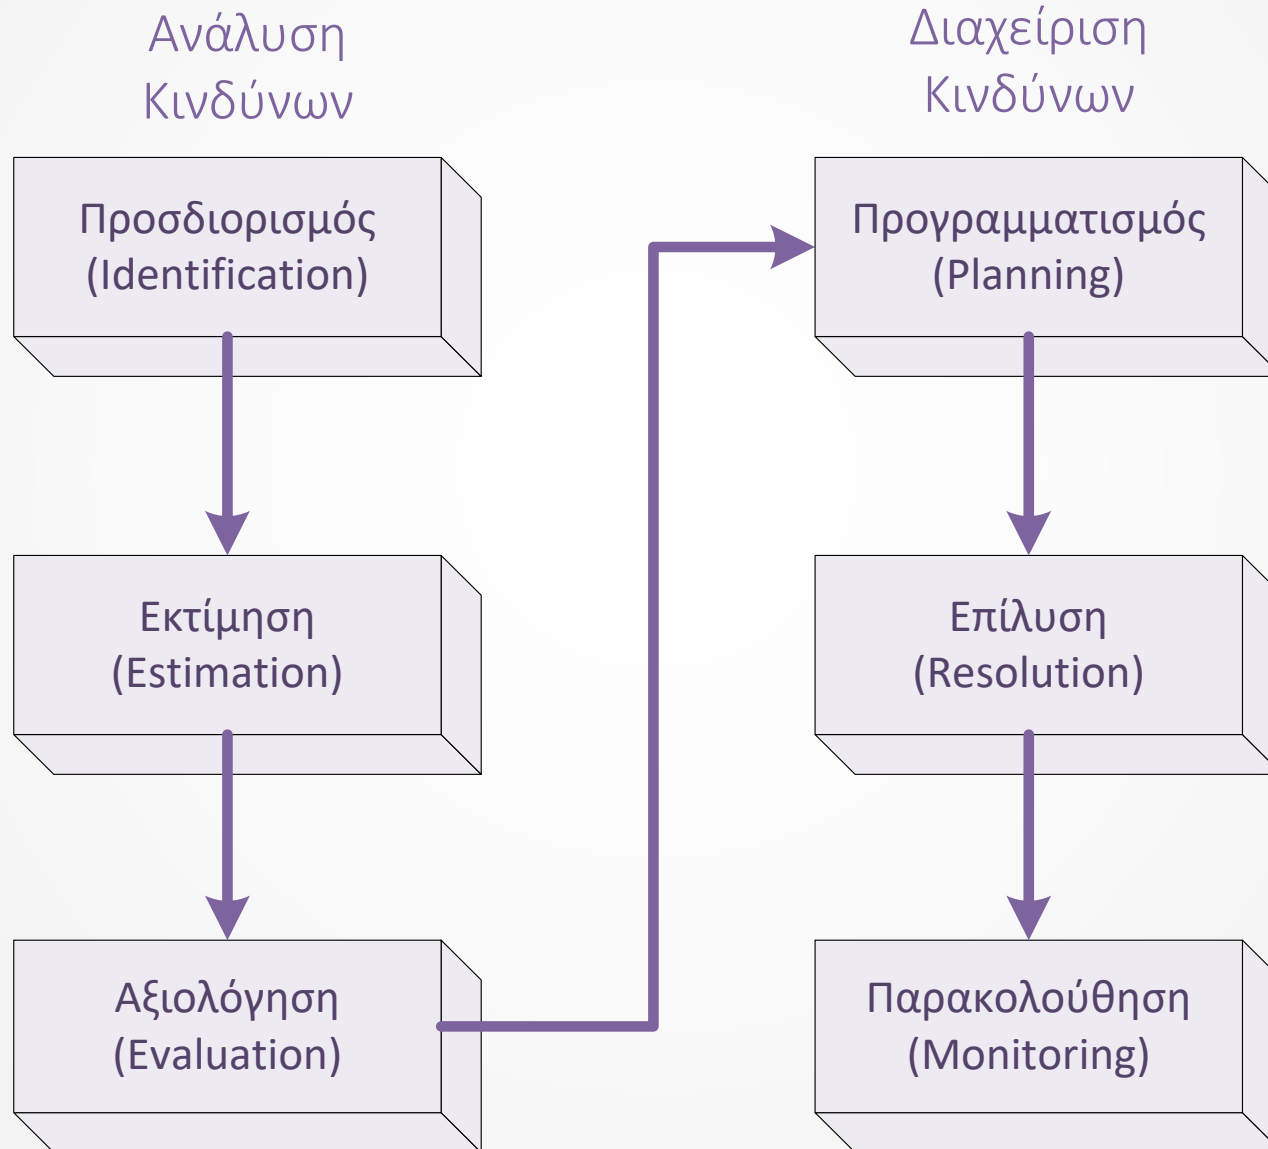 Ανάλυση
Κινδύνων
Προσδιορισμός
(Identification)
Εκτίμηση
(Estimation)
Αξιολόγηση
(Evaluation)
Διαχείριση
Κινδύνων
Προγραμματισμός
(Planning)
Επίλυση
(Resolution)
Παρακολούθηση
(Monitoring)